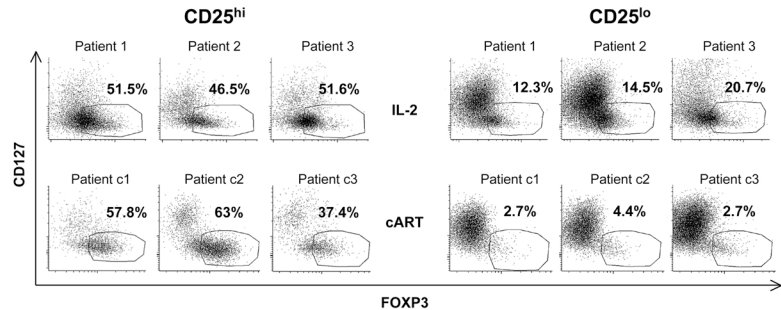 CD25hi CD25lo
Patient 1 Patient 2 Patient 3 Patient 1 Patient 2 Patient 3
51.5% 46.5% 51.6% 12.3% 14.5% 20.7%
IL-2
CD127
Patient c1 Patient c2 Patient c3 Patient c1 Patient c2 Patient c3
57.8% 63% 37.4% 2.7% 4.4% 2.7%
cART
FOXP3